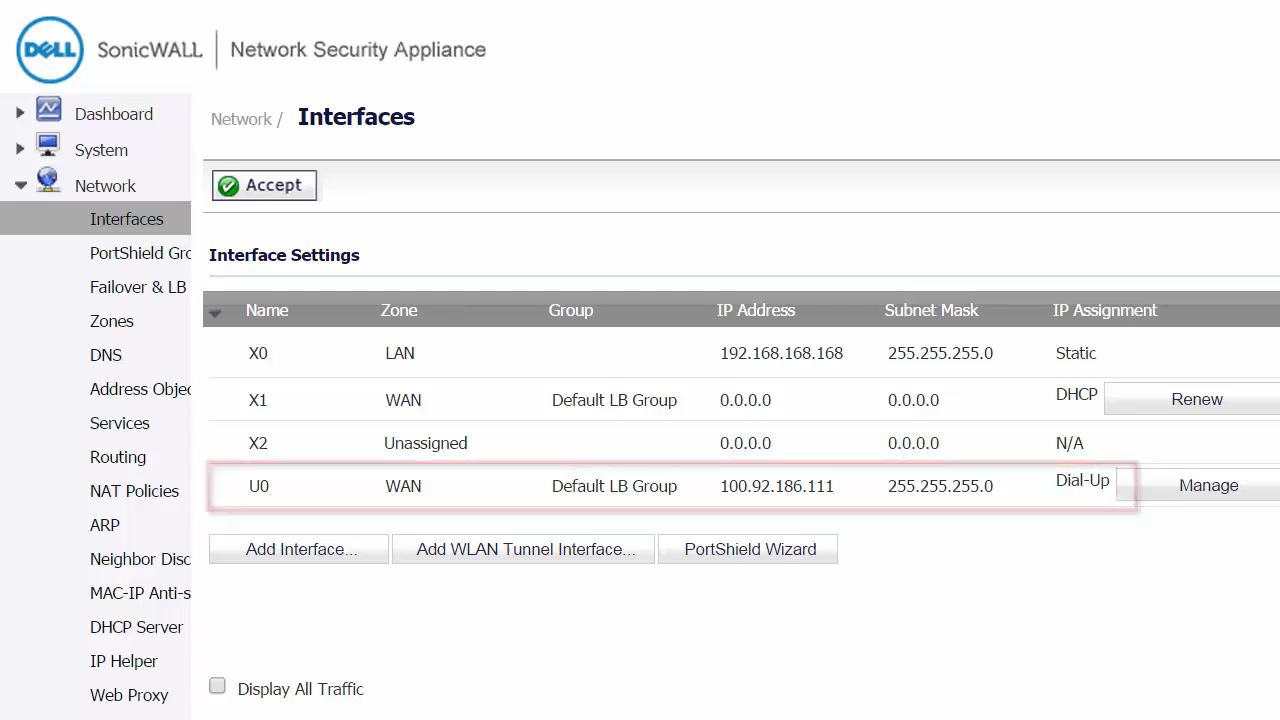 DELL SonicWALL | Network Security Appliance
Dashboard
System
Network
Interfaces
PortShield Gro
Failover & LB
Zones
DNS
Address Objec
Services
Routing
NAT Policies
ARP
Neighbor Disc
MAC-IP Anti-s
DHCP Server
IP Helper
Web Proxy
Network / Interfaces
Accept
Interface Settings
Name Zone Group IP Address Subnet Mask IP Assignment
X0 LAN 192.168.168.168 255.255.255.0 Static
X1 WAN Default LB Group 0.0.0.0 0.0.0.0 DHCP Renew
X2 Unassigned 0.0.0.0 0.0.0.0 N/A
U0 WAN Default LB Group 100.92.186.111 255.255.255.0 Dial-Up Manage
Add Interface... Add WLAN Tunnel Interface... PortShield Wizard
Display All Traffic